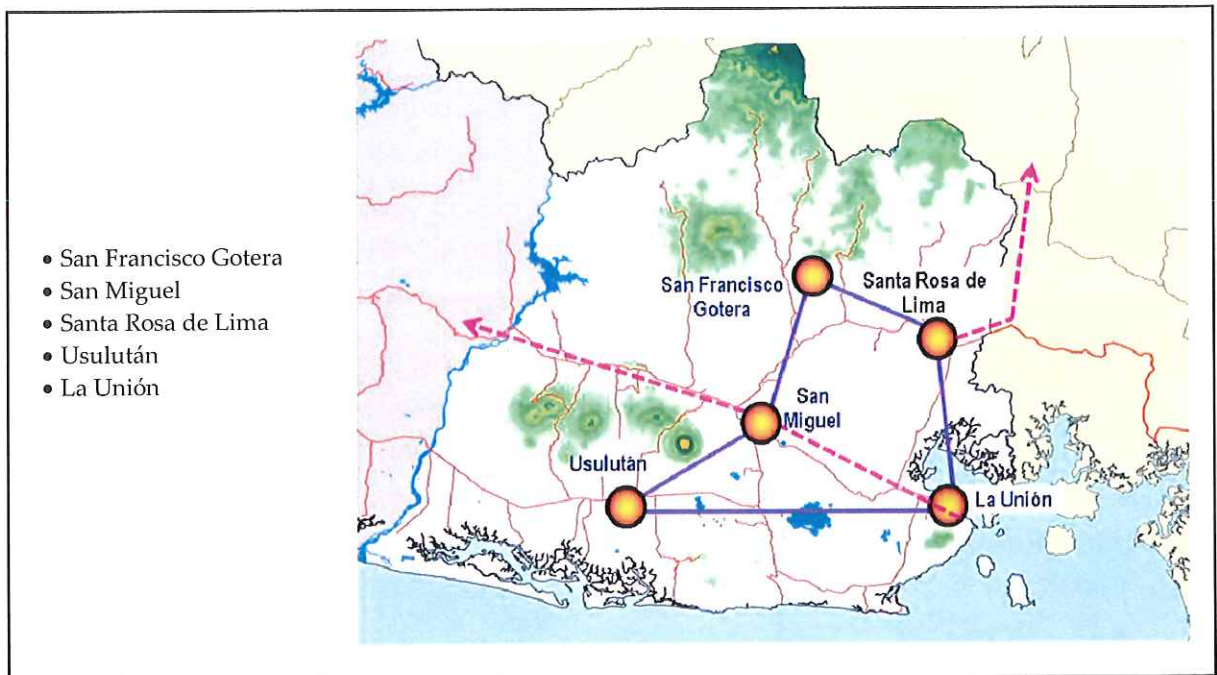 • San Francisco Gotera
• San Miguel
• Santa Rosa de Lima
• Usulután
• La Unión
San Francisco
Gotera
Santa Rosa de
Lima
San
Miguel
Usulután
La Unión